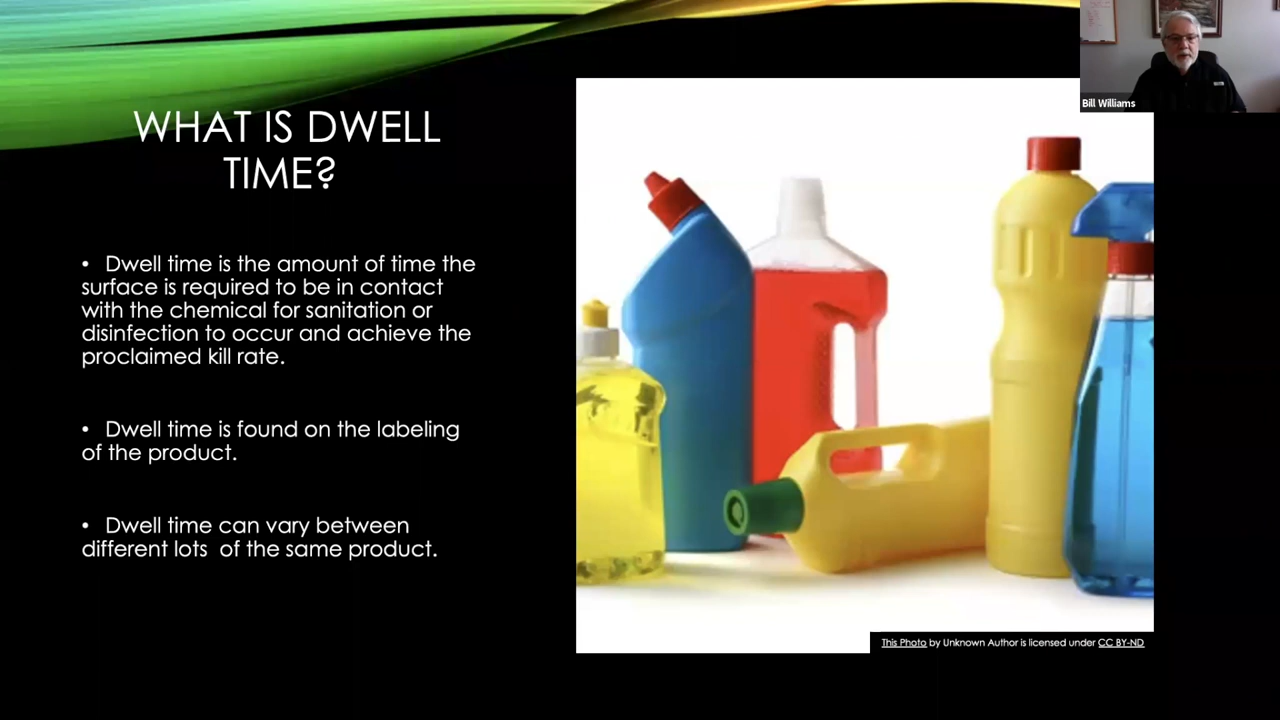 WHAT IS DWELL
TIME?
• Dwell time is the amount of time the
surface is required to be in contact
with the chemical for sanitation or
disinfection to occur and achieve the
proclaimed kill rate.
• Dwell time is found on the labeling
of the product.
• Dwell time can vary between
different lots of the same product.
Bill Williams
This Photo by Unknown Author is licensed under CC BY-ND